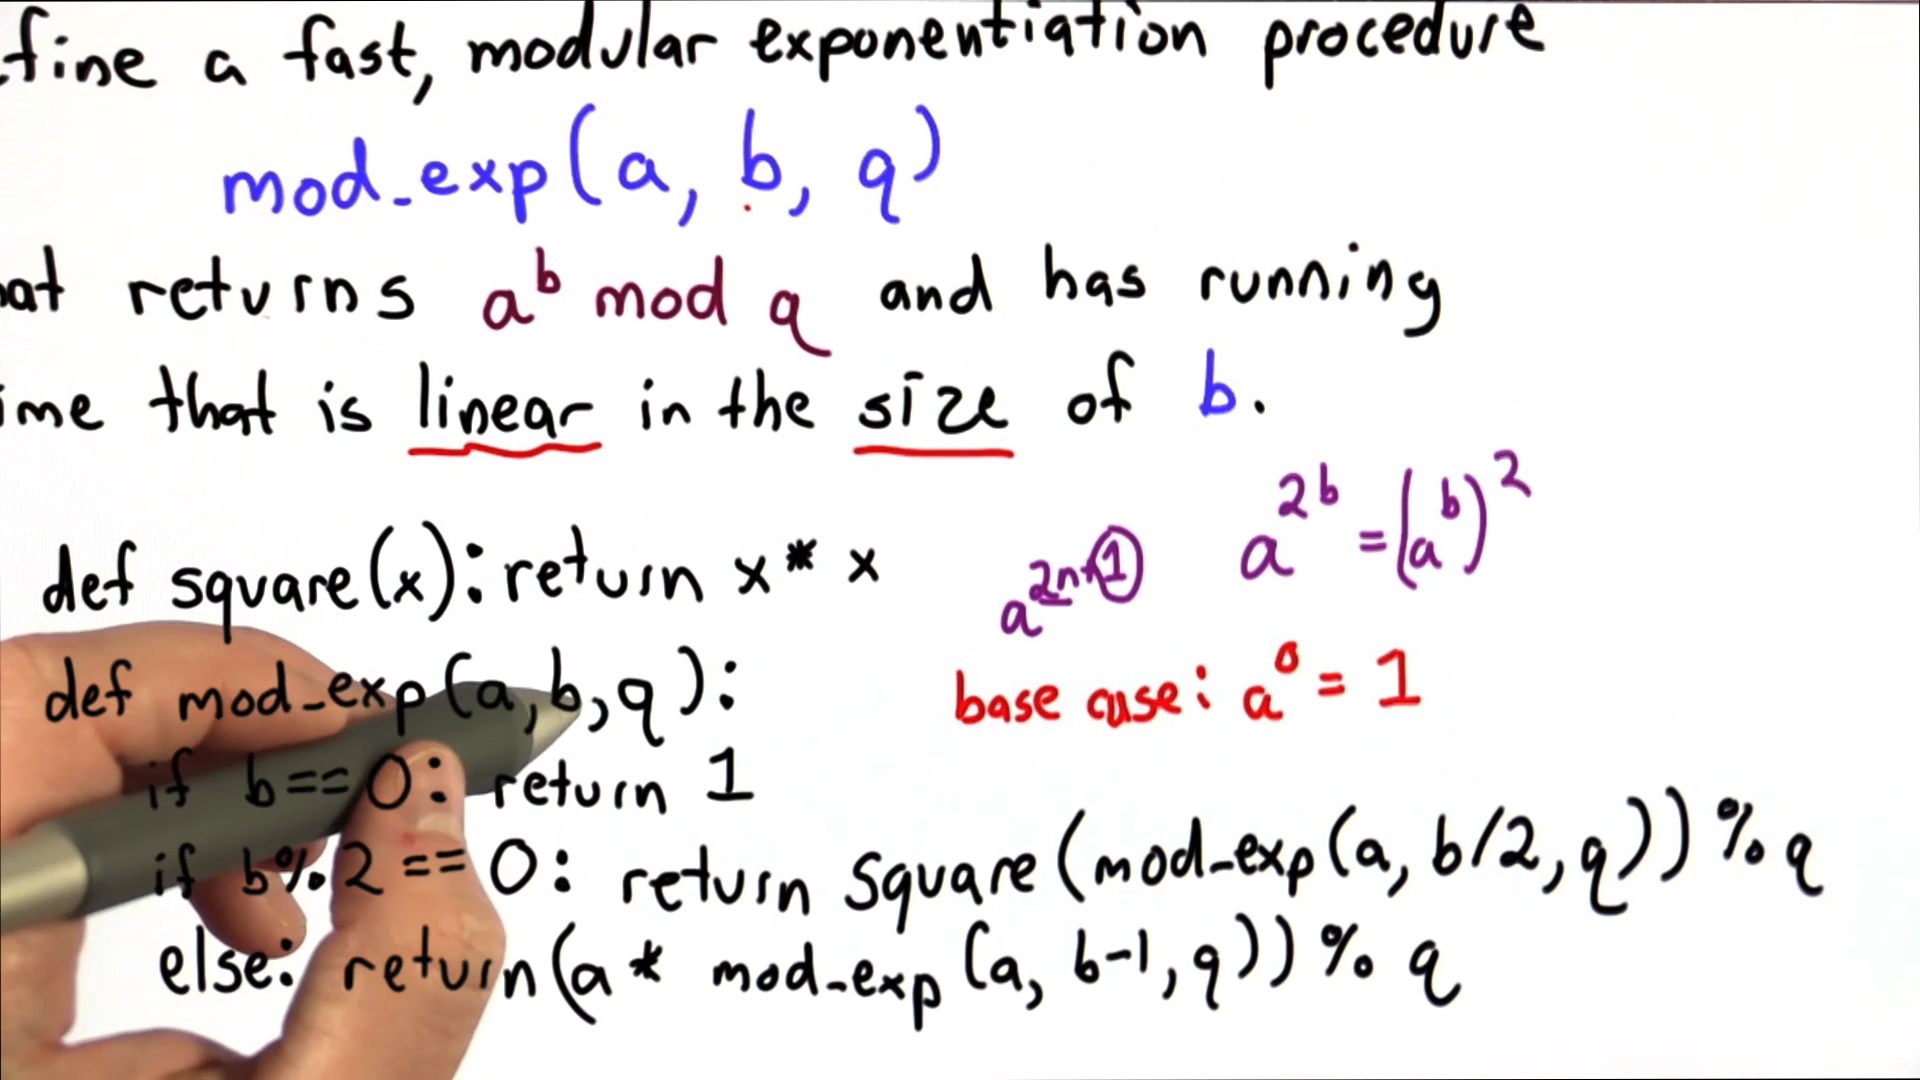 fine a fast, modular exponentiation procedure
mod_exp(a, b, q)
at returns a^b mod q and has running
ime that is linear in the size of b.
a^2b = (a^b)^2
def square(x): return x * x
a^2n+1
def mod_exp(a,b,q):
base case: a^0 = 1
if b == 0: return 1
if b % 2 == 0: return square(mod_exp(a, b/2, q)) % q
else: return (a * mod_exp(a, b-1, q)) % q